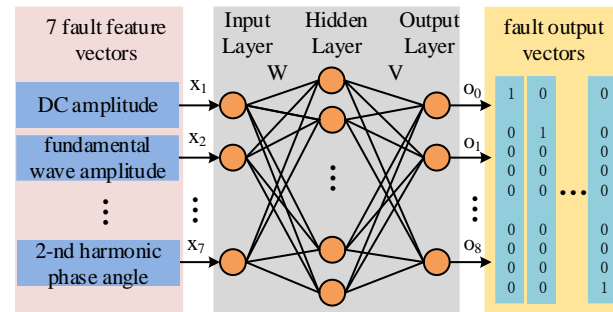 7 fault feature
vectors
DC amplitude
fundamental
wave amplitude
2-nd harmonic
phase angle
x1
x2
x7
Input
Layer
Hidden
Layer
Output
Layer
W
V
o0
o1
o8
fault output
vectors
1 0 0
0 1 0
0 0 0
0 0 0
0 0 0
0 0 0
0 0 0
0 0 0
0 0 1